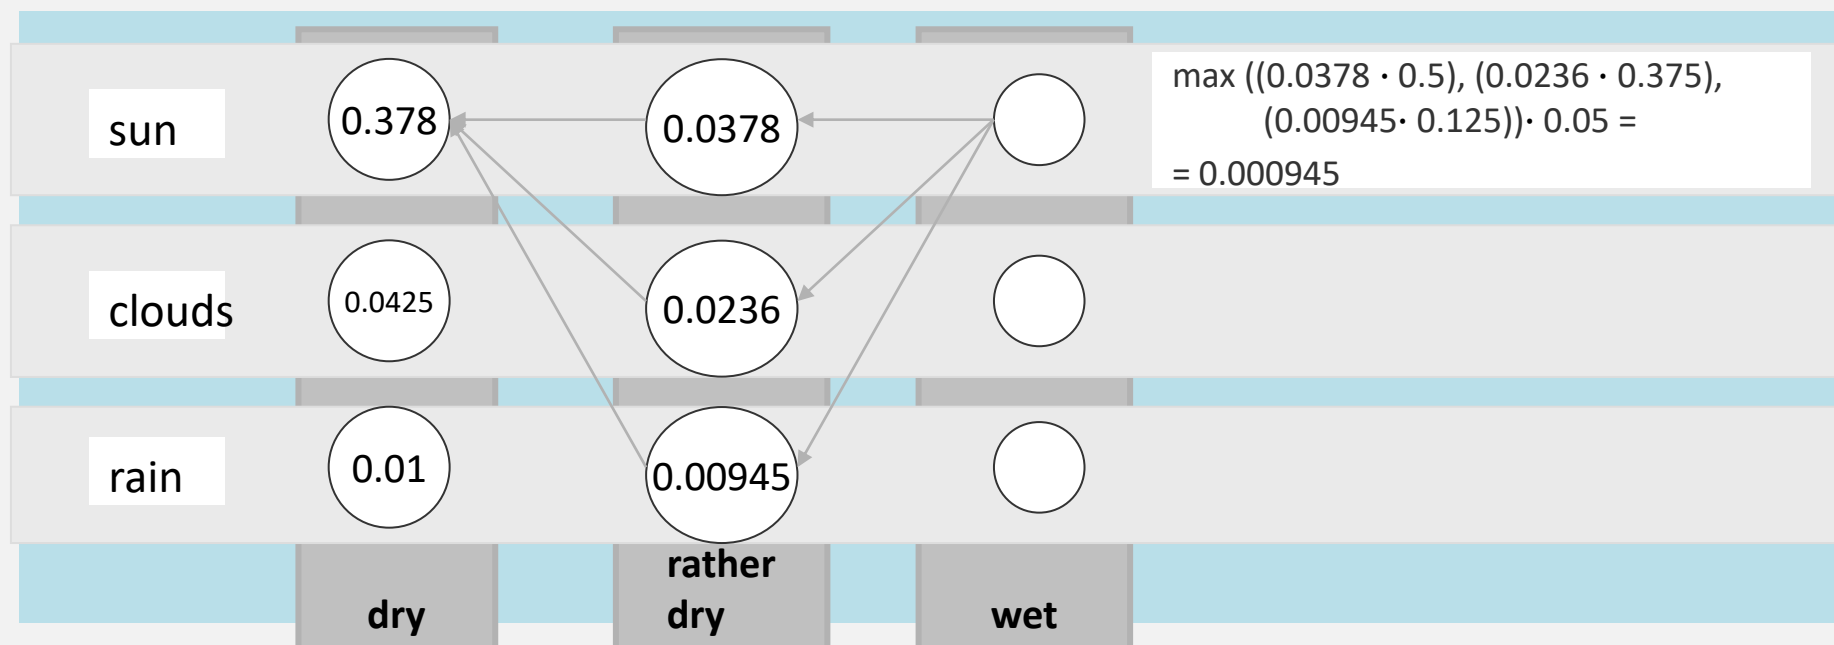 sun
0.378
0.0378
max ((0.0378 · 0.5), (0.0236 · 0.375),
(0.00945· 0.125))· 0.05 =
= 0.000945
clouds
0.0425
0.0236
rain
0.01
0.00945
dry
rather
dry
wet